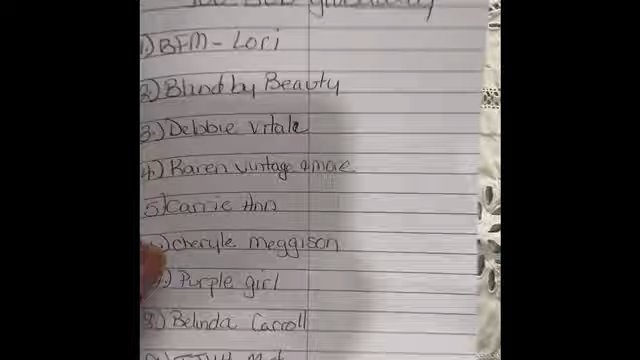 giveaway
1.) BFM - Lori
2.) Blind by Beauty
3.) Debbie Vitale
4.) Karen Vintage & more
5.) Carrie Ann
.) Cheryle Meggison
.) Purple girl
8.) Belinda Carroll